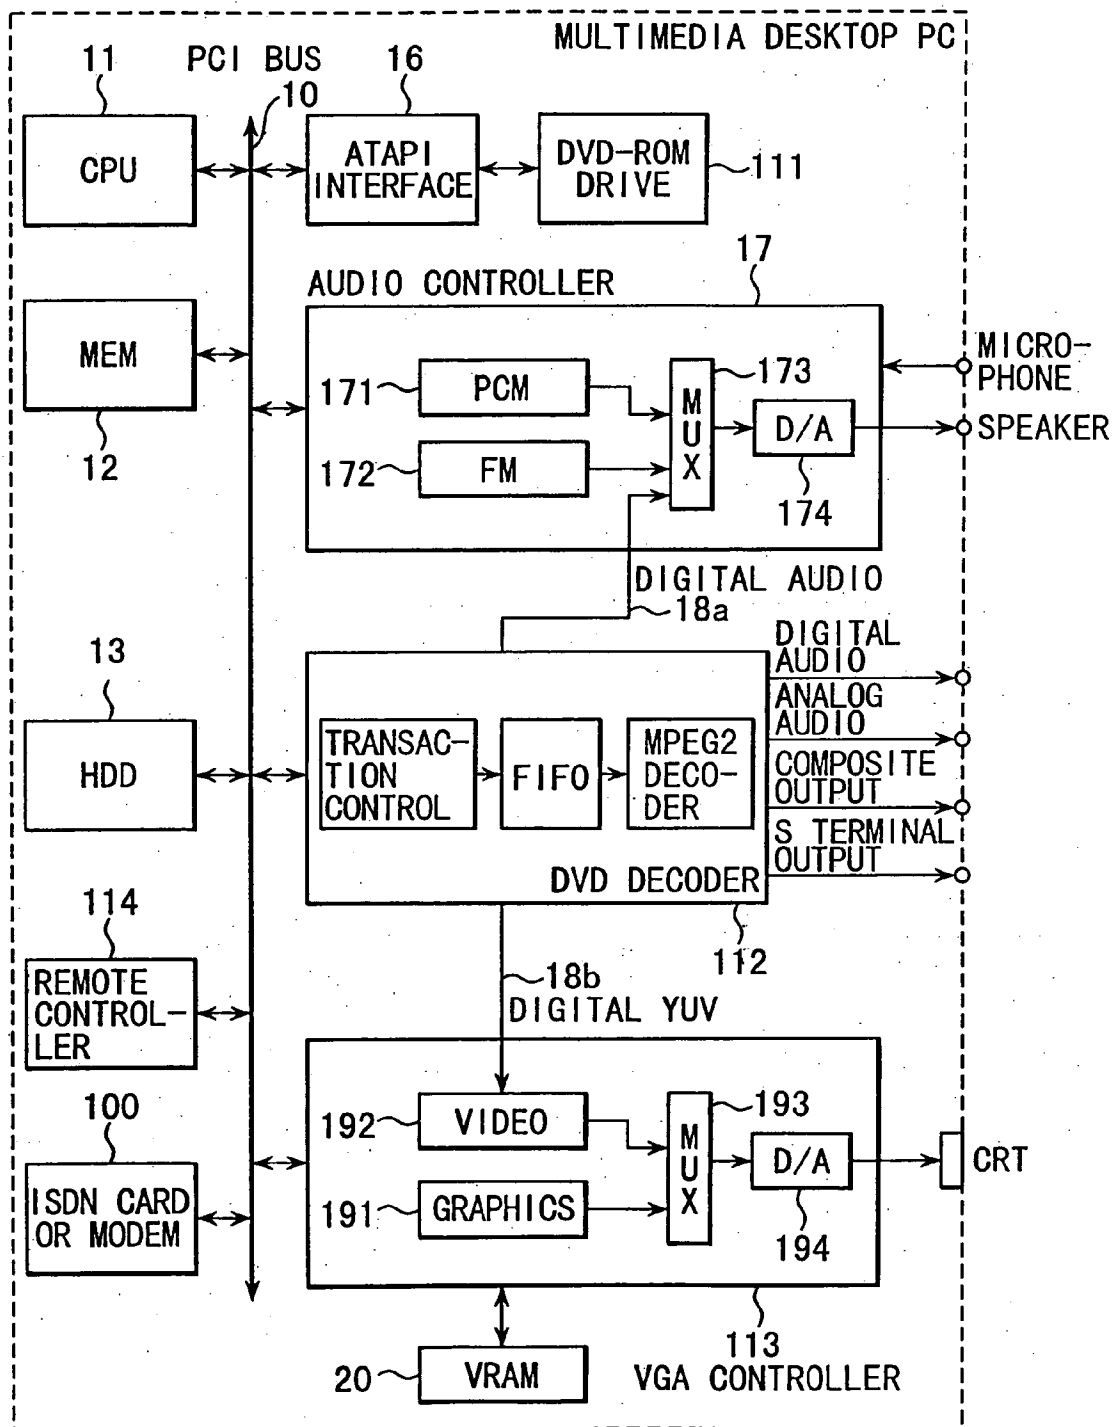 MULTIMEDIA DESKTOP PC
11
PCI BUS
16
10
CPU
ATAPI
INTERFACE
DVD-ROM
DRIVE
111
17
AUDIO CONTROLLER
MEM
12
171
PCM
172
FM
MUX
173
D/A
174
MICRO-
PHONE
SPEAKER
DIGITAL AUDIO
18a
13
HDD
TRANSAC-
TION
CONTROL
FIFO
MPEG2
DECO-
DER
DVD DECODER
112
DIGITAL
AUDIO
ANALOG
AUDIO
COMPOSITE
OUTPUT
S TERMINAL
OUTPUT
114
REMOTE
CONTROL-
LER
18b
DIGITAL YUV
100
ISDN CARD
OR MODEM
192
VIDEO
191
GRAPHICS
MUX
193
D/A
194
CRT
113
VGA CONTROLLER
20
VRAM